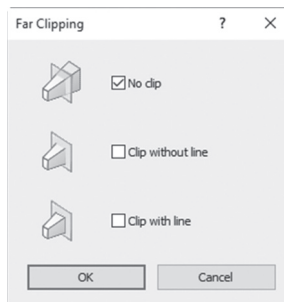 Far Clipping ? ×
No clip
Clip without line
Clip with line
OK Cancel